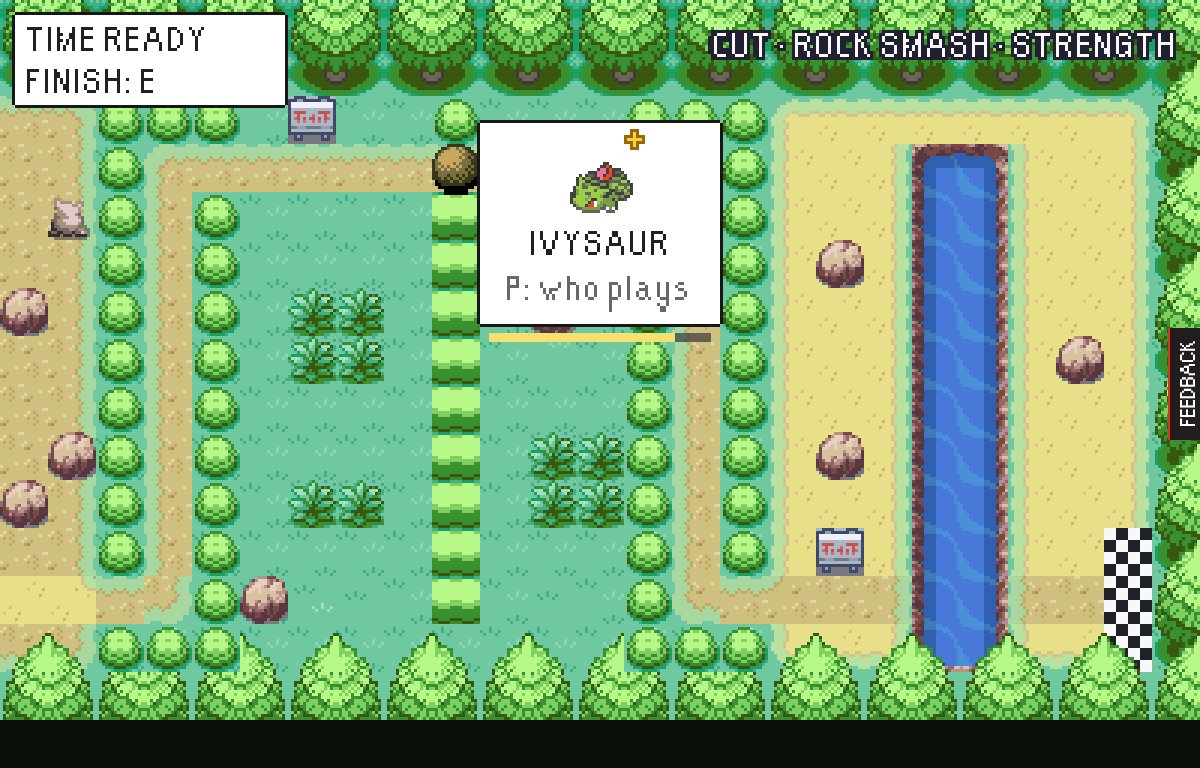 TIME READY
FINISH: E
CUT · ROCK SMASH · STRENGTH
IVYSAUR
P: who plays
FEEDBACK